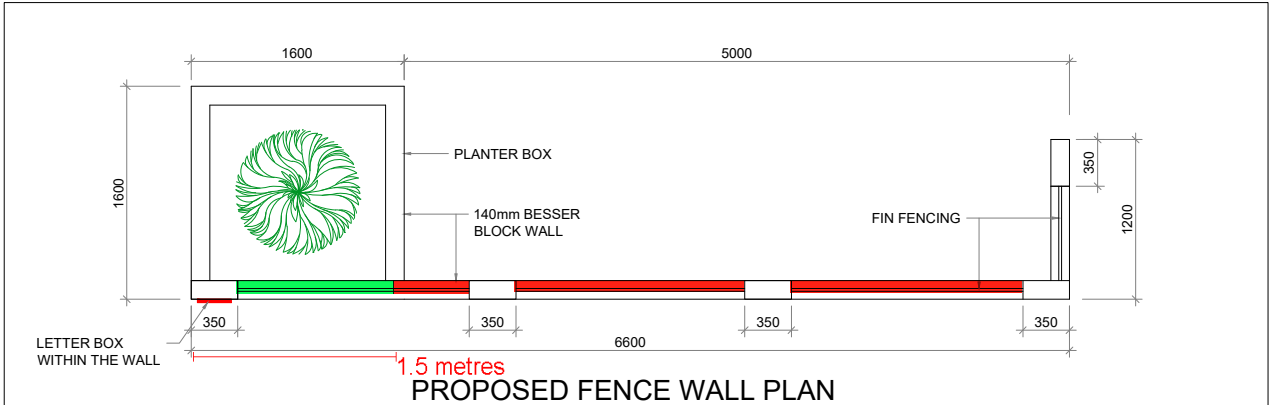 1600
5000
1600
PLANTER BOX
350
140mm BESSER
BLOCK WALL
FIN FENCING
1200
350
350
350
350
LETTER BOX
WITHIN THE WALL
6600
1.5 metres
PROPOSED FENCE WALL PLAN